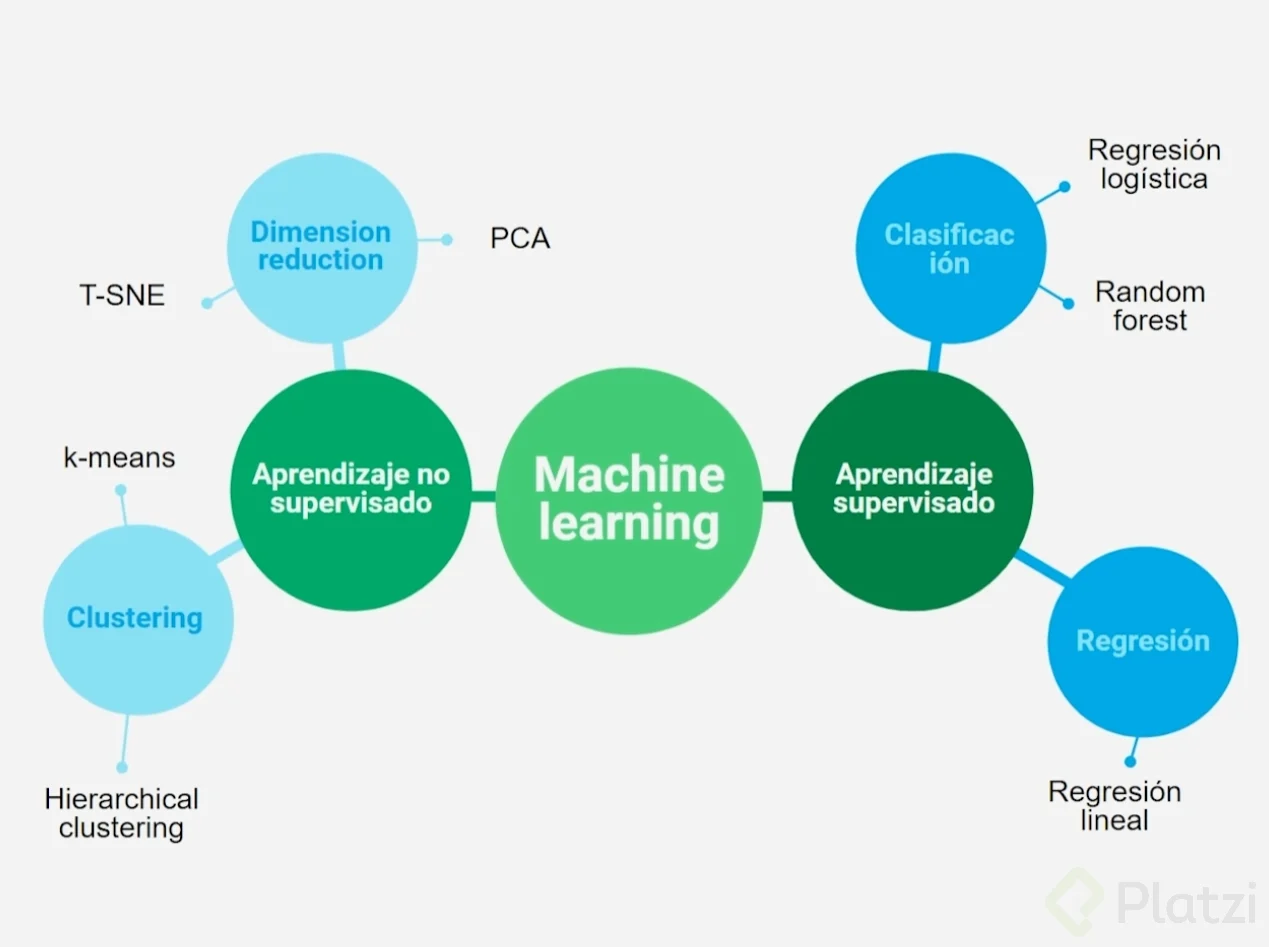 Regresión
logística
Dimension
reduction
PCA
Clasificac
ión
T-SNE
Random
forest
k-means
Aprendizaje no
supervisado
Machine
learning
Aprendizaje
supervisado
Clustering
Regresión
Hierarchical
clustering
Regresión
lineal
Platzi